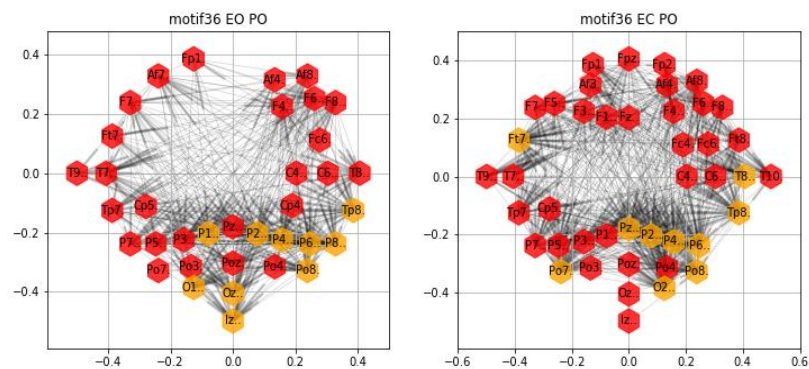 motif36 EO PO
0.4
0.2
0.0
−0.2
−0.4
Fp1
Af7. Af4 Af8
F7. F4. F6. F8.
Ft7 Fc6
T9. T7. C4. C6. T8.
Tp7 Cp5 Cp4 Tp8.
P7. P5. P3. P1. Pz. P2. P4. P6. P8.
Po7 Po3 Poz Po4 Po8.
O1. Oz.
Iz..
−0.4 −0.2 0.0 0.2 0.4
motif36 EC PO
0.4
0.2
0.0
−0.2
−0.4
Fp1 Fpz Fp2
Af3 Af4 Af8
F7. F5. F3. F1. Fz. F4. F6. F8
Ft7. Fc4 Fc6 Ft8
T9. T7. C4. C6. T8. T10
Tp7 Cp5 Tp8.
P7. P5. P3. P1. Pz.. P2. P4. P6..
Po7. Po3 Poz Po4 Po8.
Oz.. O2..
Iz..
−0.6 −0.4 −0.2 0.0 0.2 0.4 0.6